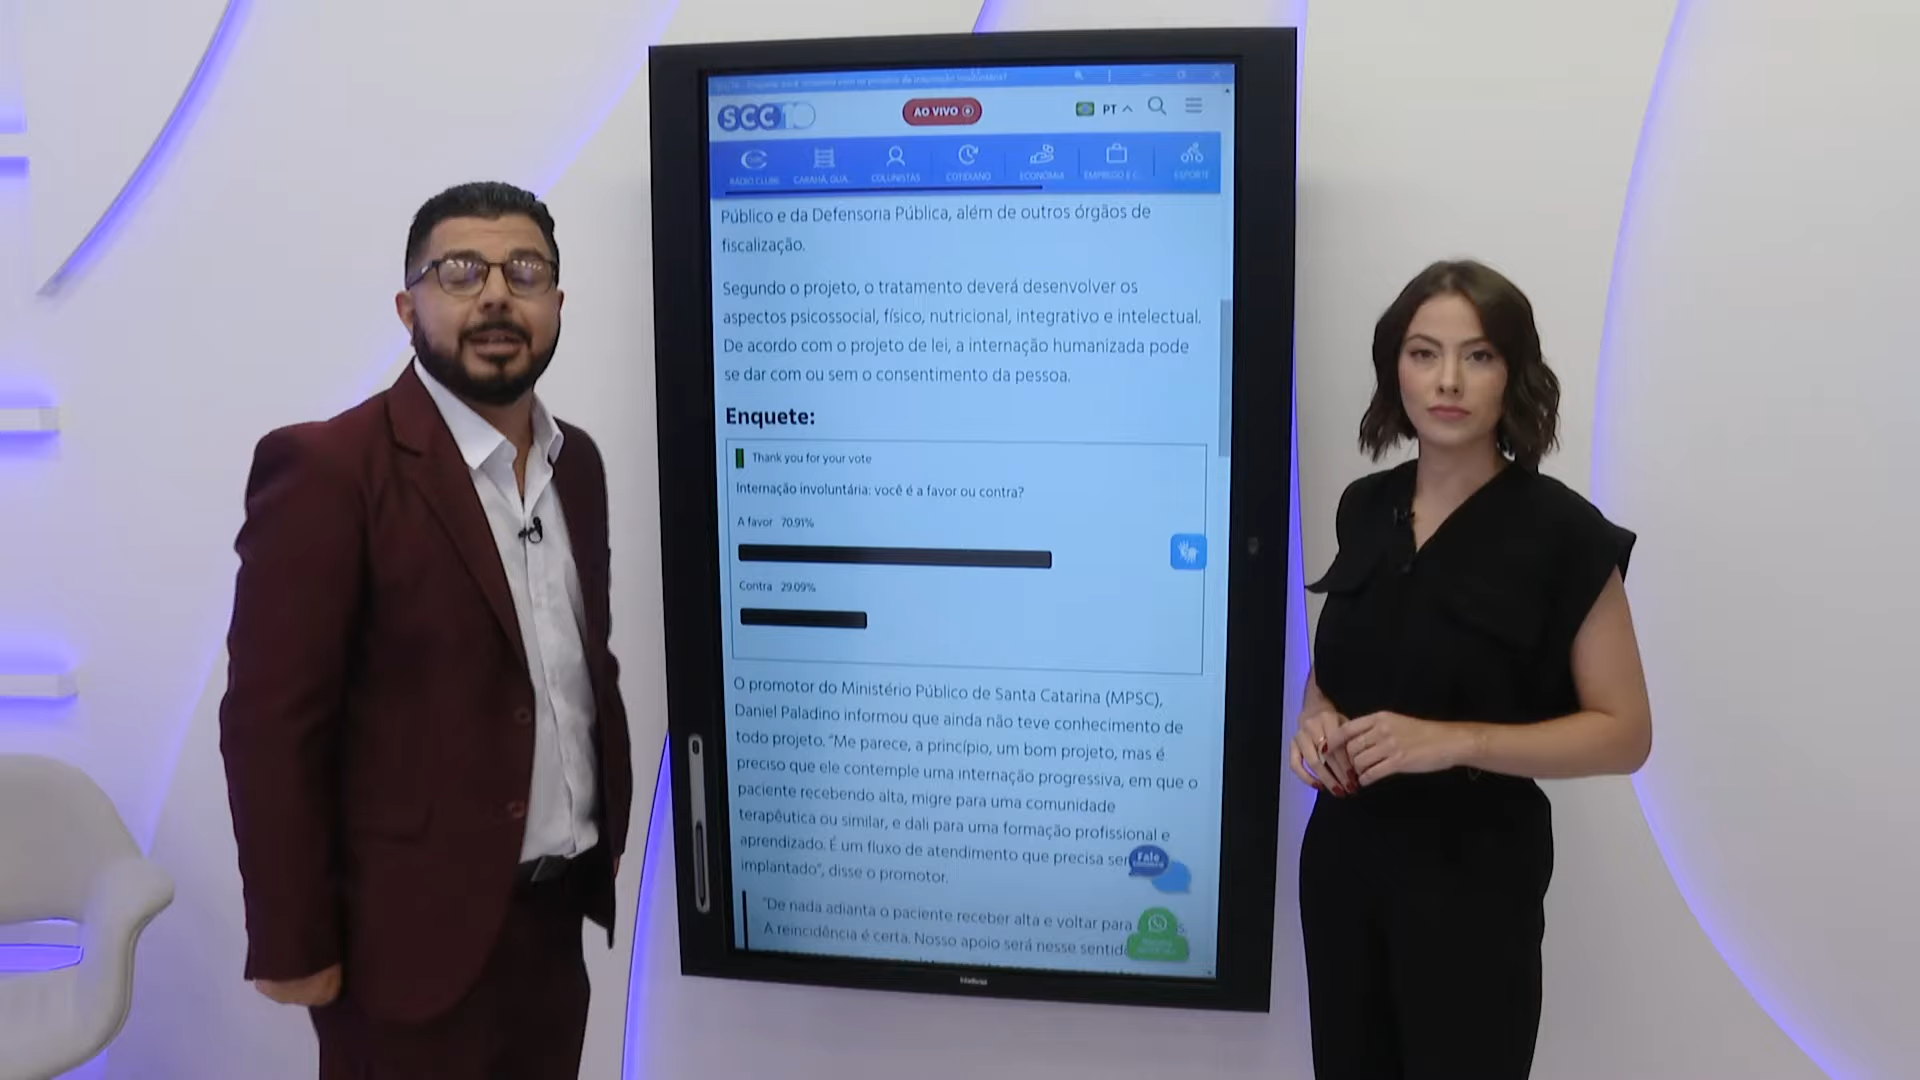 SCC10
AO VIVO
PT
RÁDIO CLUBE
CARAHÁ, QUA...
COLUNISTAS
COTIDIANO
ECONOMIA
EMPREGO E C...
ESPORTE
Público e da Defensoria Pública, além de outros órgãos de
fiscalização.
Segundo o projeto, o tratamento deverá desenvolver os
aspectos psicossocial, físico, nutricional, integrativo e intelectual.
De acordo com o projeto de lei, a internação humanizada pode
se dar com ou sem o consentimento da pessoa.
Enquete:
Thank you for your vote
Internação involuntária: você é a favor ou contra?
A favor 70.91%
Contra 29.09%
O promotor do Ministério Público de Santa Catarina (MPSC),
Daniel Paladino informou que ainda não teve conhecimento de
todo projeto. "Me parece, a princípio, um bom projeto, mas é
preciso que ele contemple uma internação progressiva, em que o
paciente recebendo alta, migre para uma comunidade
terapêutica ou similar, e dali para uma formação profissional e
aprendizado. É um fluxo de atendimento que precisa ser
implantado", disse o promotor.
Fale
"De nada adianta o paciente receber alta e voltar para
A reincidência é certa. Nosso apoio será nesse sentid